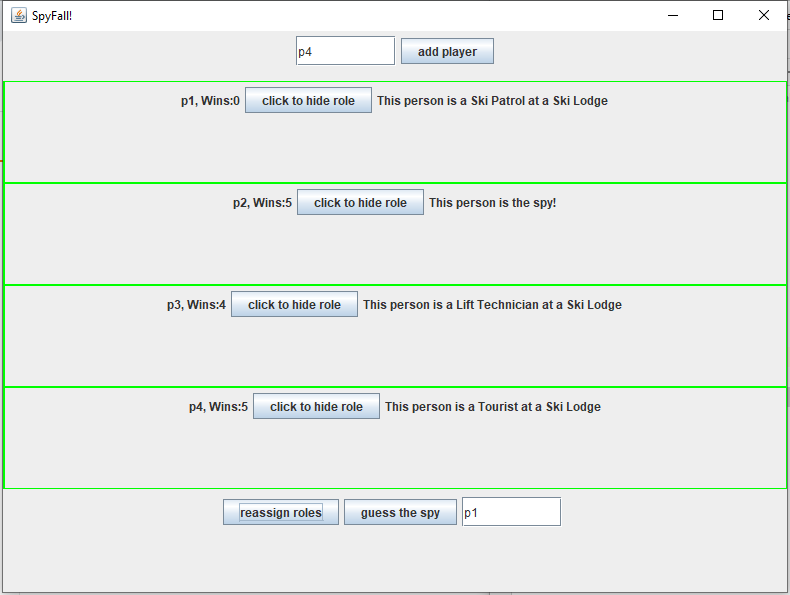 SpyFall!
p4 add player
p1, Wins:0 click to hide role This person is a Ski Patrol at a Ski Lodge
p2, Wins:5 click to hide role This person is the spy!
p3, Wins:4 click to hide role This person is a Lift Technician at a Ski Lodge
p4, Wins:5 click to hide role This person is a Tourist at a Ski Lodge
reassign roles guess the spy p1